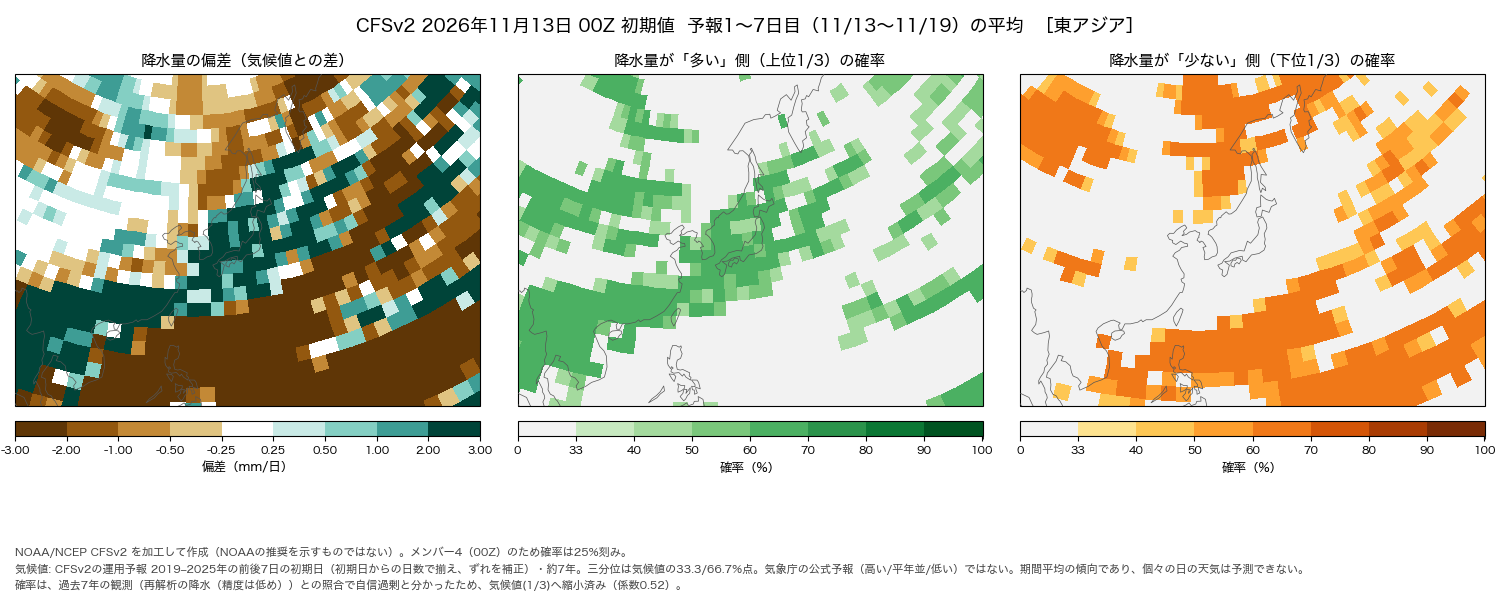 CFSv2 2026年11月13日 00Z 初期値  予報1～7日目（11/13～11/19）の平均  ［東アジア］
降水量の偏差（気候値との差）
降水量が「多い」側（上位1/3）の確率
降水量が「少ない」側（下位1/3）の確率
-3.00 -2.00 -1.00 -0.50 -0.25 0.25 0.50 1.00 2.00 3.00
偏差（mm/日）
0 33 40 50 60 70 80 90 100
確率（%）
0 33 40 50 60 70 80 90 100
確率（%）
NOAA/NCEP CFSv2 を加工して作成（NOAAの推奨を示すものではない）。メンバー4（00Z）のため確率は25%刻み。
気候値: CFSv2の運用予報 2019–2025年の前後7日の初期日（初期日からの日数で揃え、ずれを補正）・約7年。三分位は気候値の33.3/66.7%点。気象庁の公式予報（高い/平年並/低い）ではない。期間平均の傾向であり、個々の日の天気は予測できない。
確率は、過去7年の観測（再解析の降水（精度は低め））との照合で自信過剰と分かったため、気候値(1/3)へ縮小済み（係数0.52）。